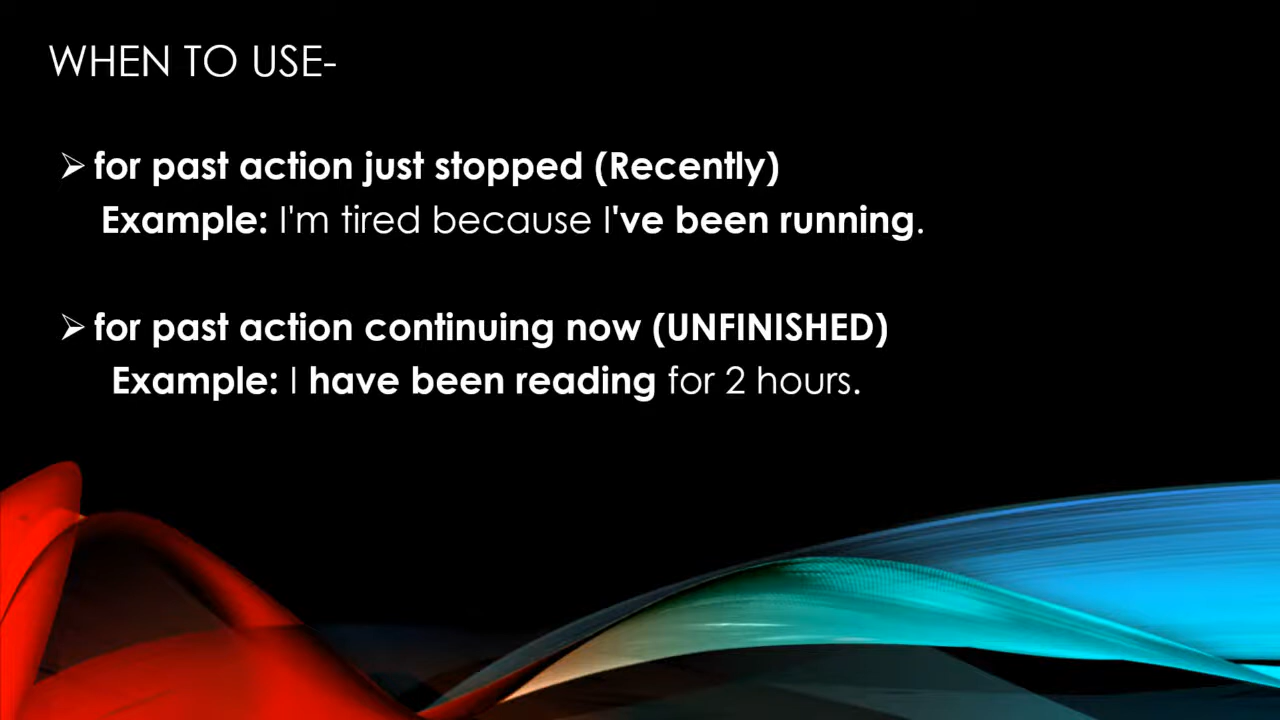 WHEN TO USE-
➢ for past action just stopped (Recently)
Example: I'm tired because I've been running.
➢ for past action continuing now (UNFINISHED)
Example: I have been reading for 2 hours.